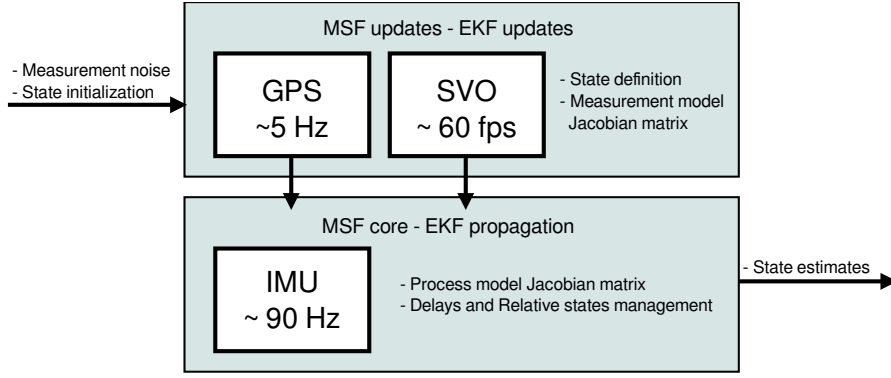 MSF updates - EKF updates
- Measurement noise
- State initialization
GPS
~5 Hz
SVO
~ 60 fps
- State definition
- Measurement model
Jacobian matrix
MSF core - EKF propagation
IMU
~ 90 Hz
- Process model Jacobian matrix
- Delays and Relative states management
- State estimates